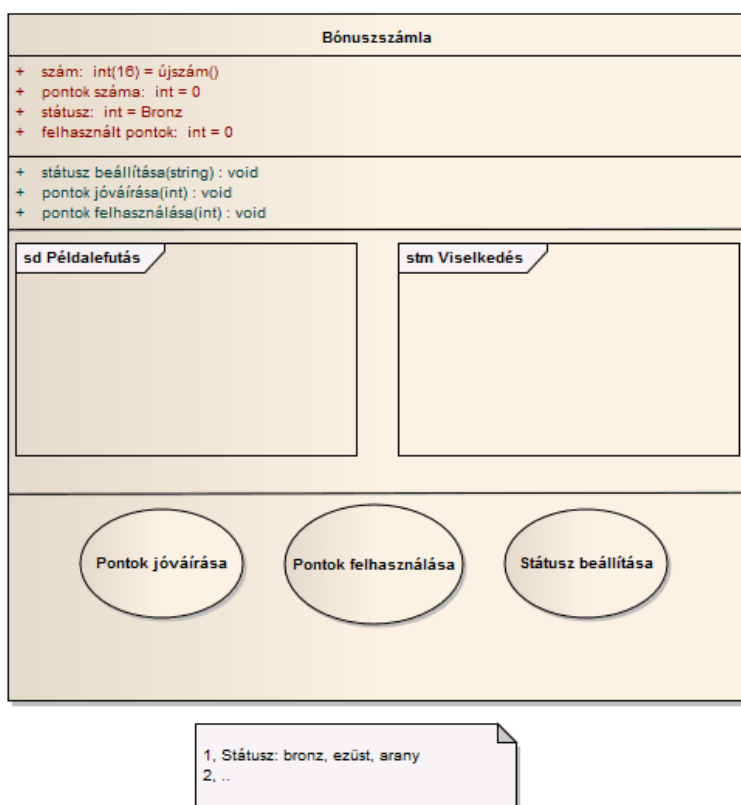 Bónuszszámla
+ szám: int(16) = újszám()
+ pontok száma: int = 0
+ státusz: int = Bronz
+ felhasznált pontok: int = 0
+ státusz beállítása(string) : void
+ pontok jóváírása(int) : void
+ pontok felhasználása(int) : void
sd Példalefutás
stm Viselkedés
Pontok jóváírása
Pontok felhasználása
Státusz beállítása
1, Státusz: bronz, ezüst, arany
2, ..